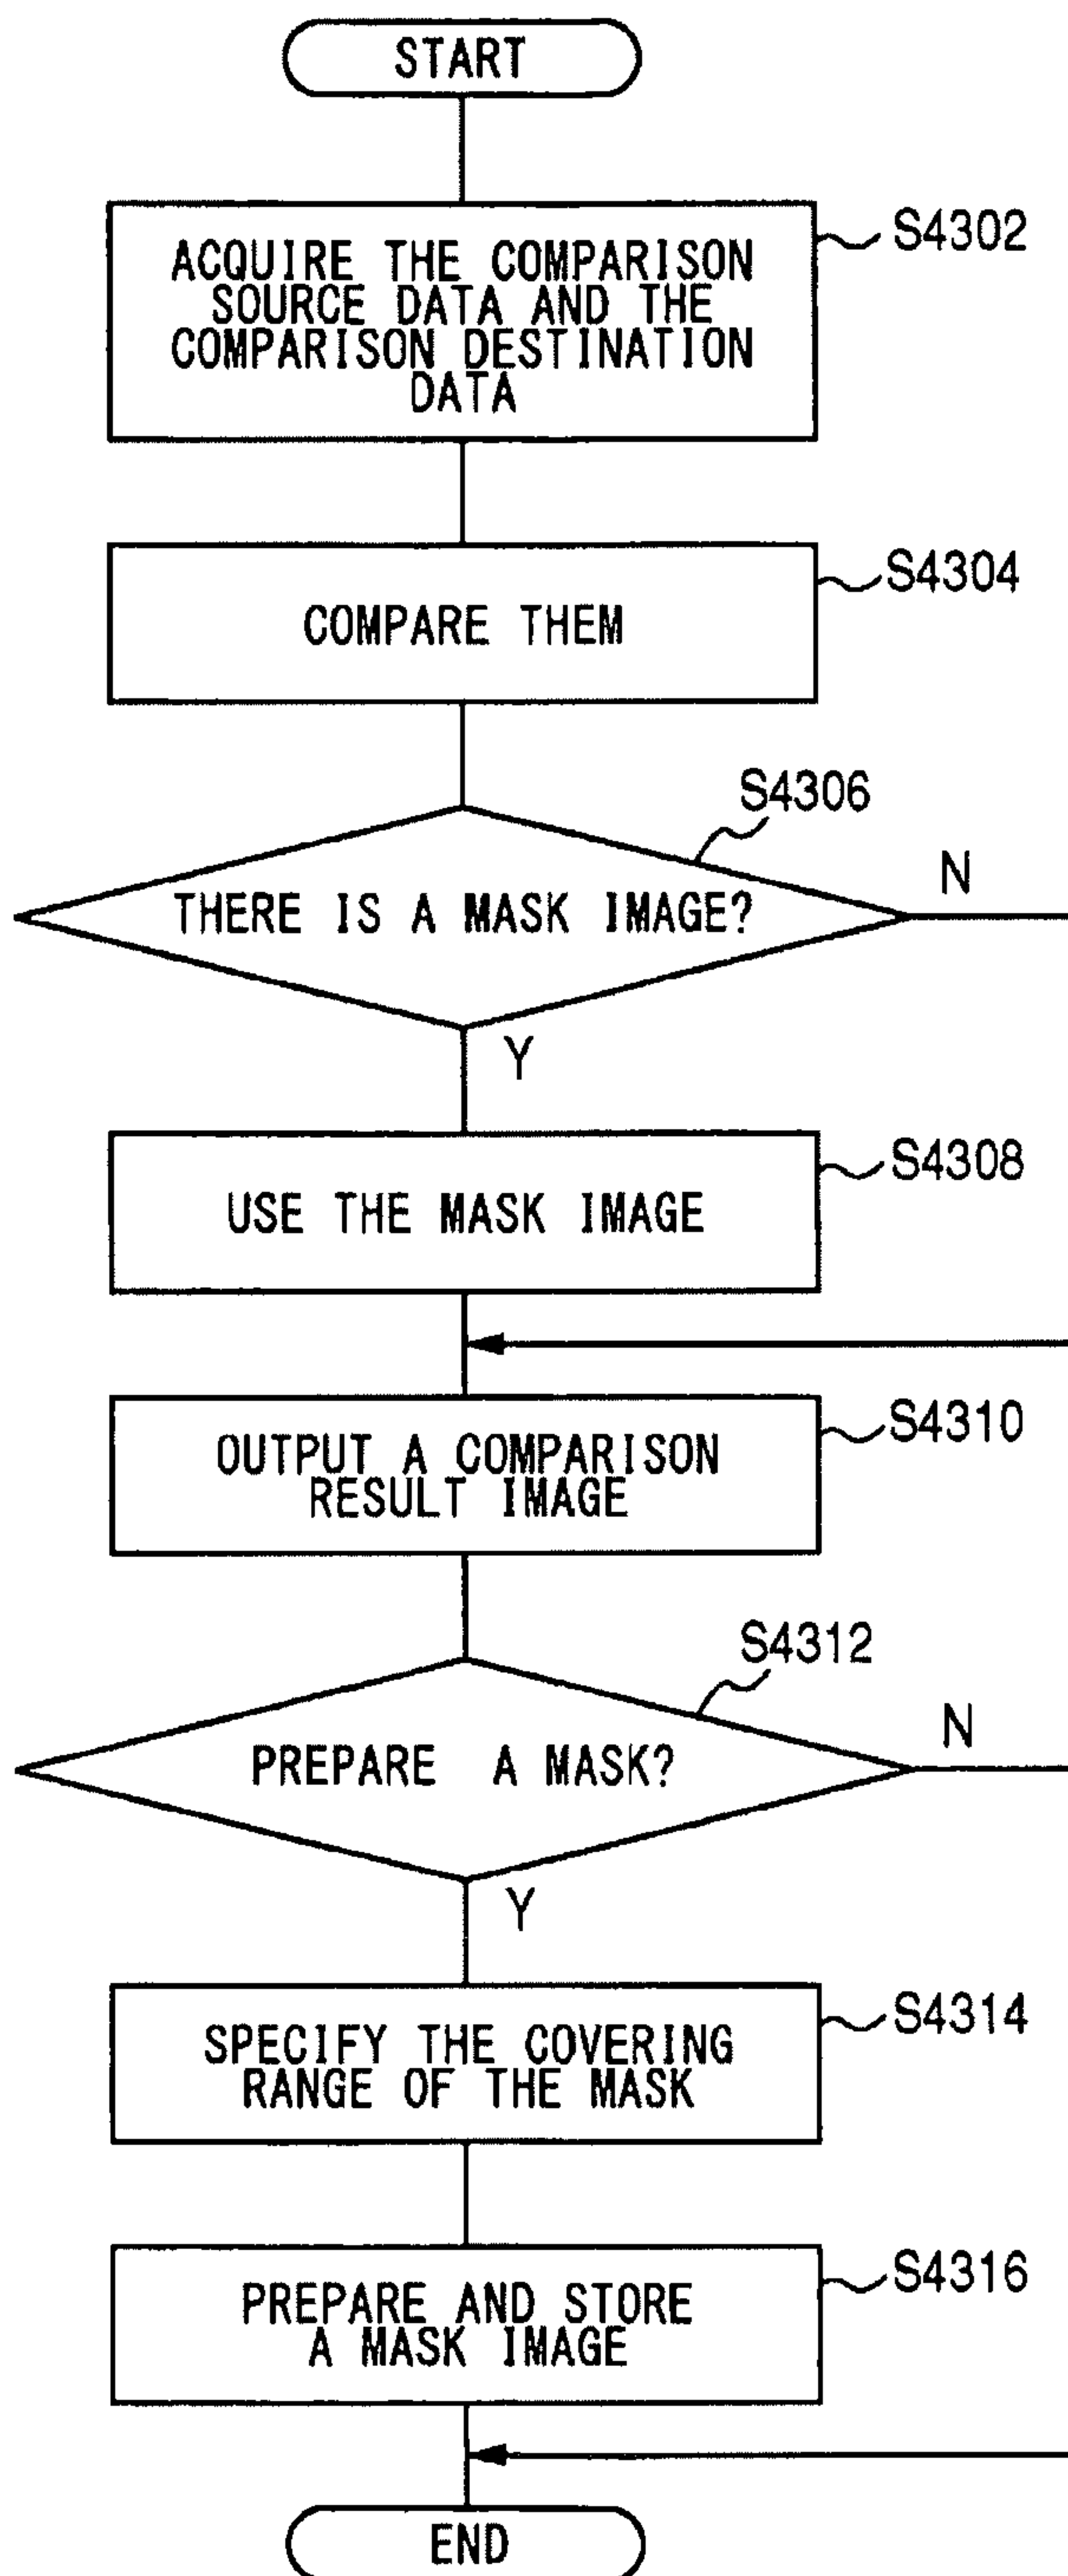 START
S4302
ACQUIRE THE COMPARISON
SOURCE DATA AND THE
COMPARISON DESTINATION
DATA
S4304
COMPARE THEM
S4306
THERE IS A MASK IMAGE?
N
Y
S4308
USE THE MASK IMAGE
S4310
OUTPUT A COMPARISON
RESULT IMAGE
S4312
PREPARE A MASK?
N
Y
S4314
SPECIFY THE COVERING
RANGE OF THE MASK
S4316
PREPARE AND STORE
A MASK IMAGE
END